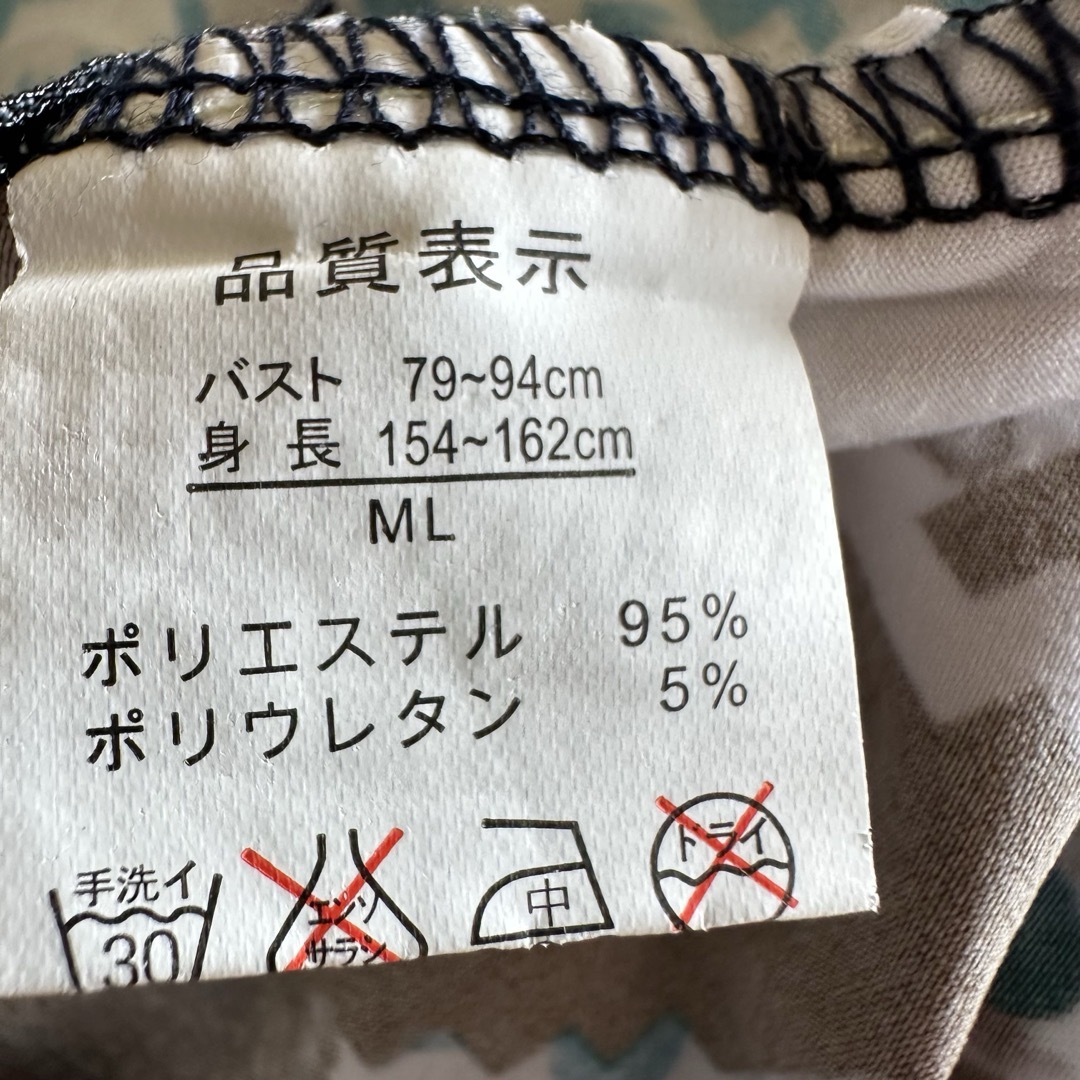 品質表示
バスト 79~94cm
身 長 154~162cm
ML
ポリエステル 95%
ポリウレタン 5%
手洗イ
30
エンソ
サラシ
中
ドライ